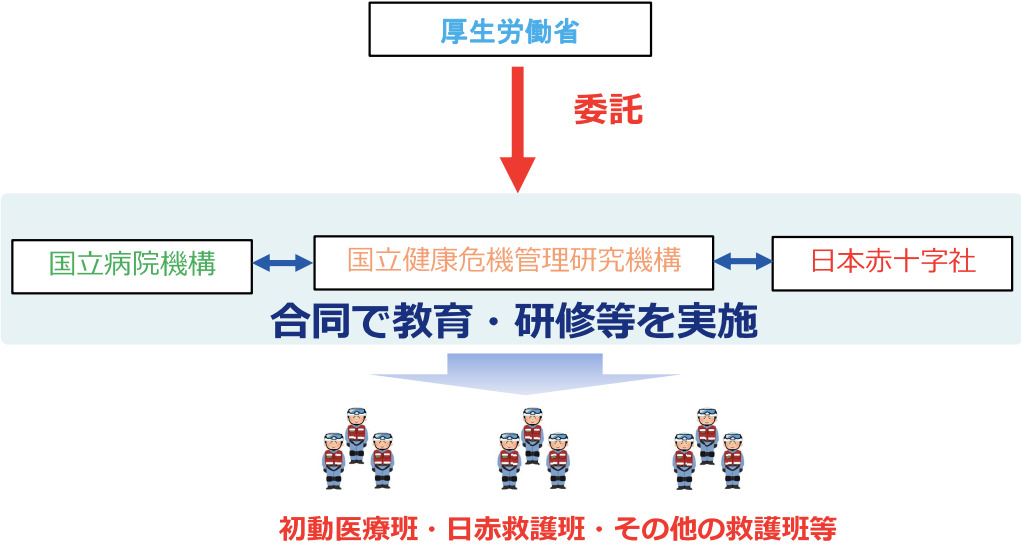 厚生労働省
委託
国立病院機構
国立健康危機管理研究機構
日本赤十字社
合同で教育・研修等を実施
初動医療班・日赤救護班・その他の救護班等